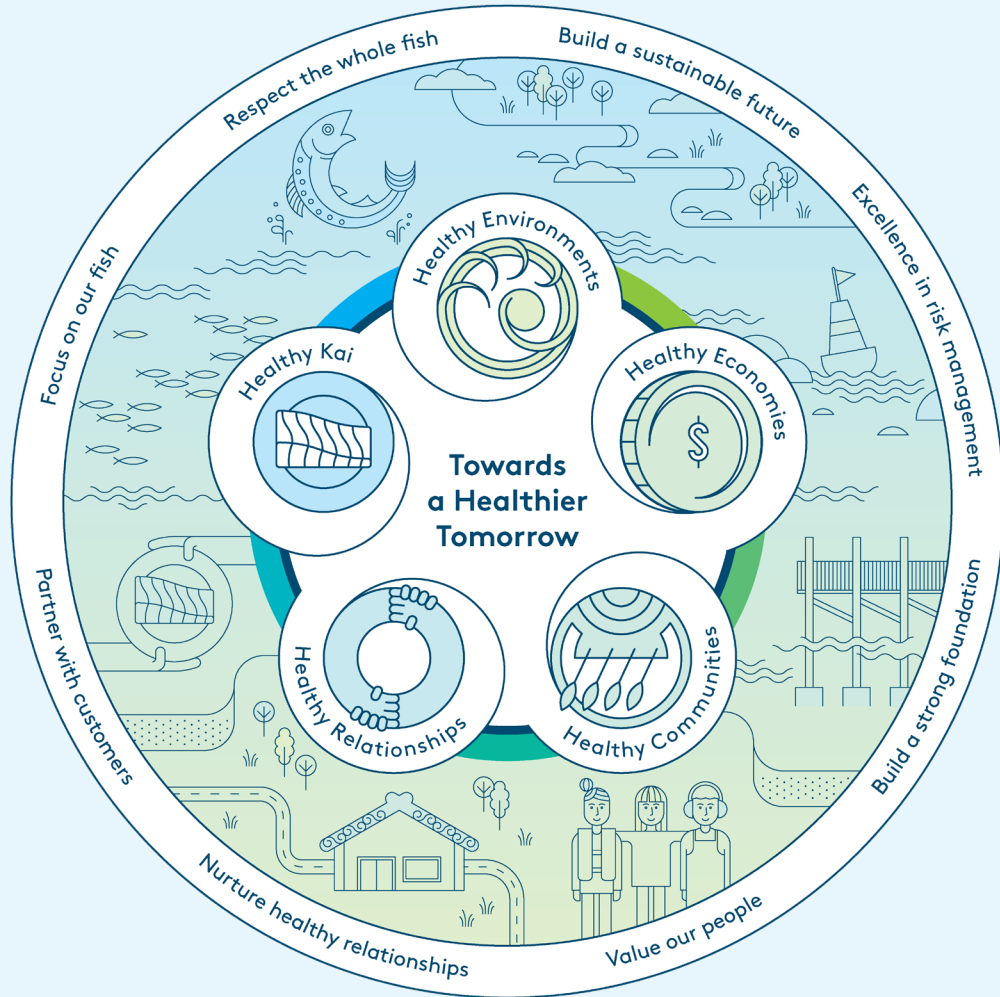 Respect the whole fish
Build a sustainable future
Excellence in risk management
Build a strong foundation
Value our people
Nurture healthy relationships
Partner with customers
Focus on our fish
Healthy Environments
Healthy Economies
$
Healthy Communities
Healthy Relationships
Healthy Kai
Towards
a Healthier
Tomorrow